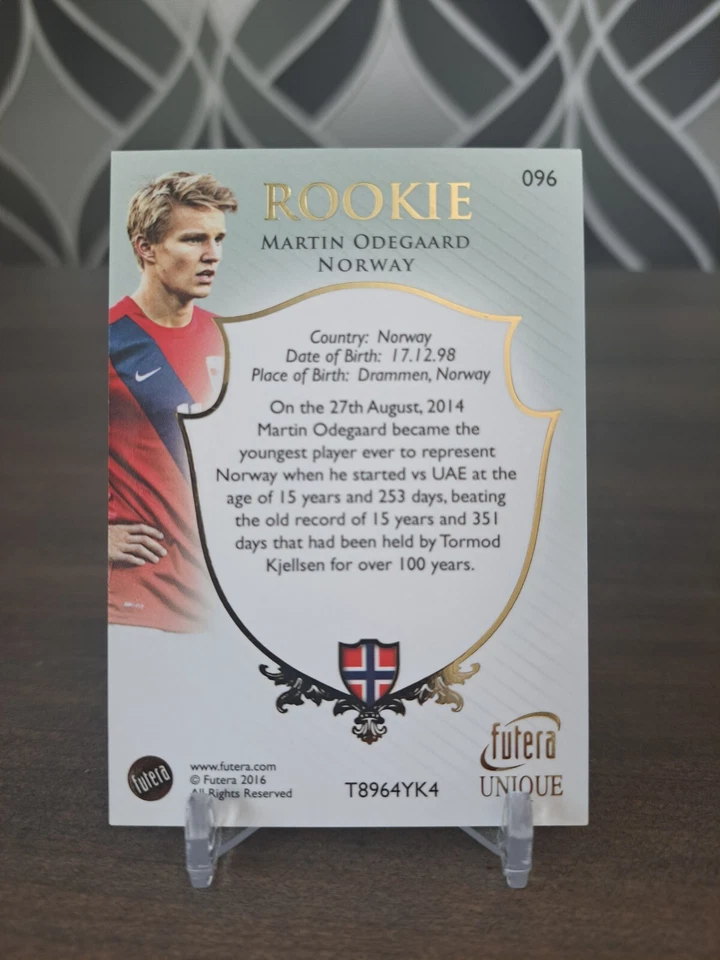 096
ROOKIE
MARTIN ODEGAARD
NORWAY
Country: Norway
Date of Birth: 17.12.98
Place of Birth: Drammen, Norway
On the 27th August, 2014
Martin Odegaard became the
youngest player ever to represent
Norway when he started vs UAE at the
age of 15 years and 253 days, beating
the old record of 15 years and 351
days that had been held by Tormod
Kjellsen for over 100 years.
futera
www.futera.com
© Futera 2016
All Rights Reserved
T8964YK4
futera
UNIQUE